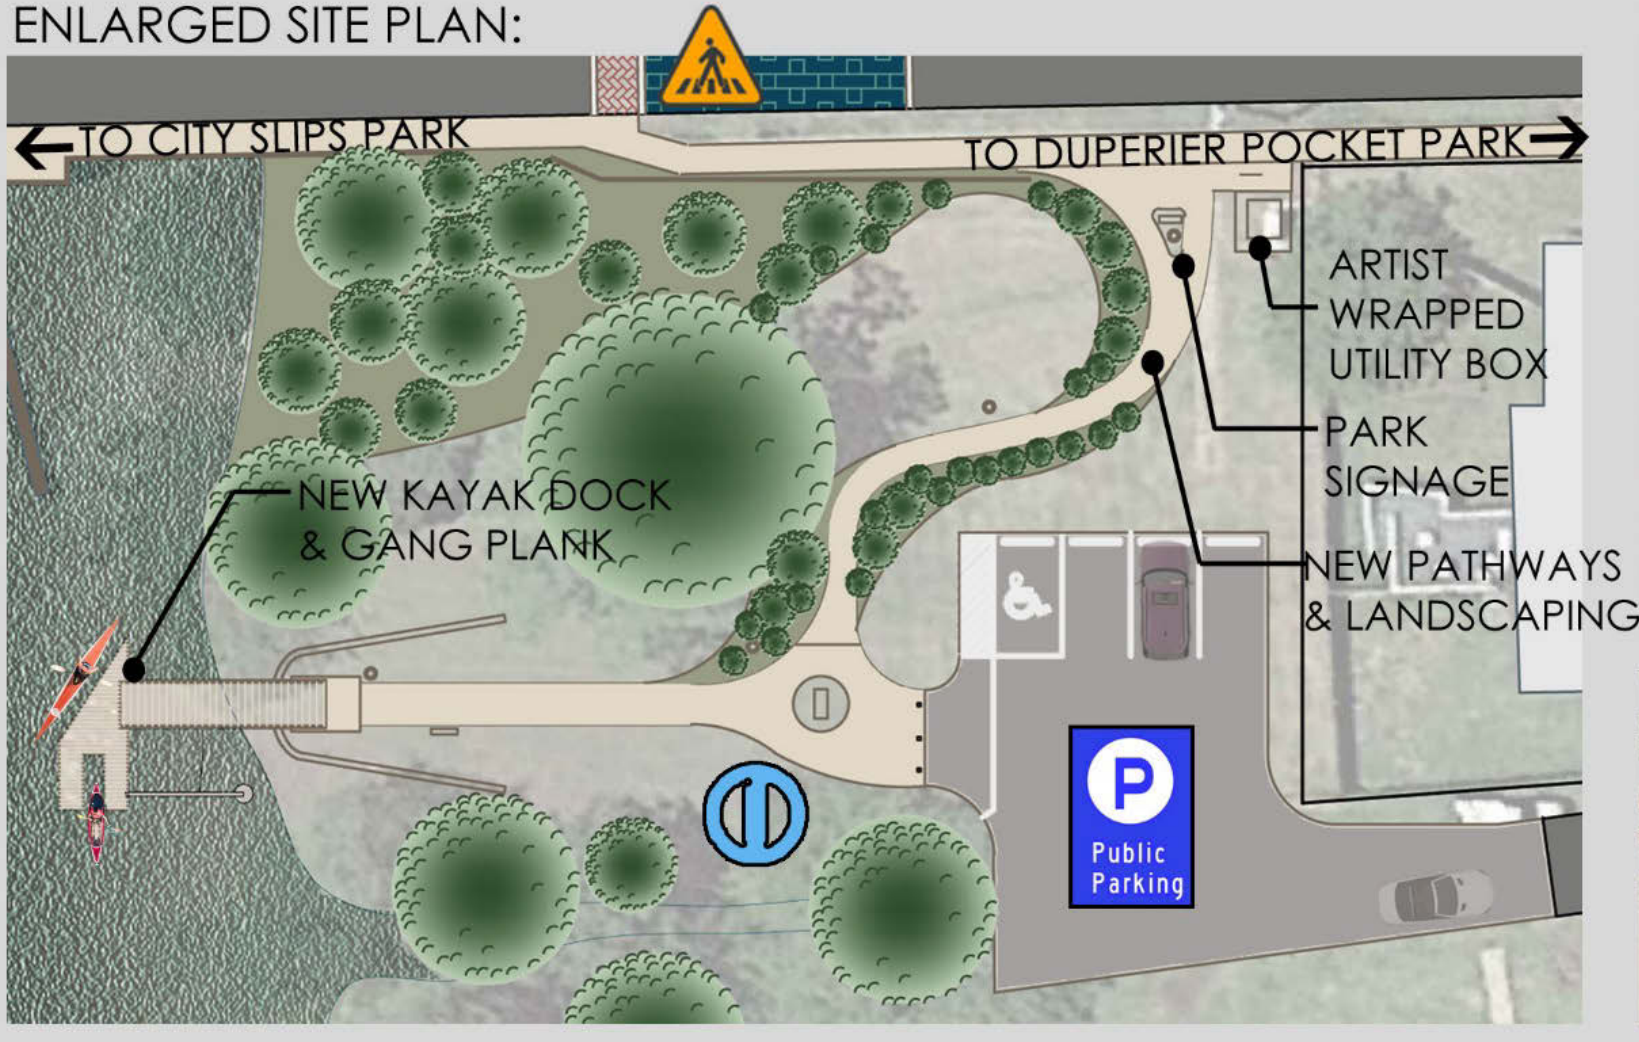 ENLARGED SITE PLAN:
TO CITY SLIPS PARK
TO DUPERIER POCKET PARK
ARTIST
WRAPPED
UTILITY BOX
PARK
SIGNAGE
NEW KAYAK DOCK
& GANG PLANK
NEW PATHWAYS
& LANDSCAPING
P
Public
Parking